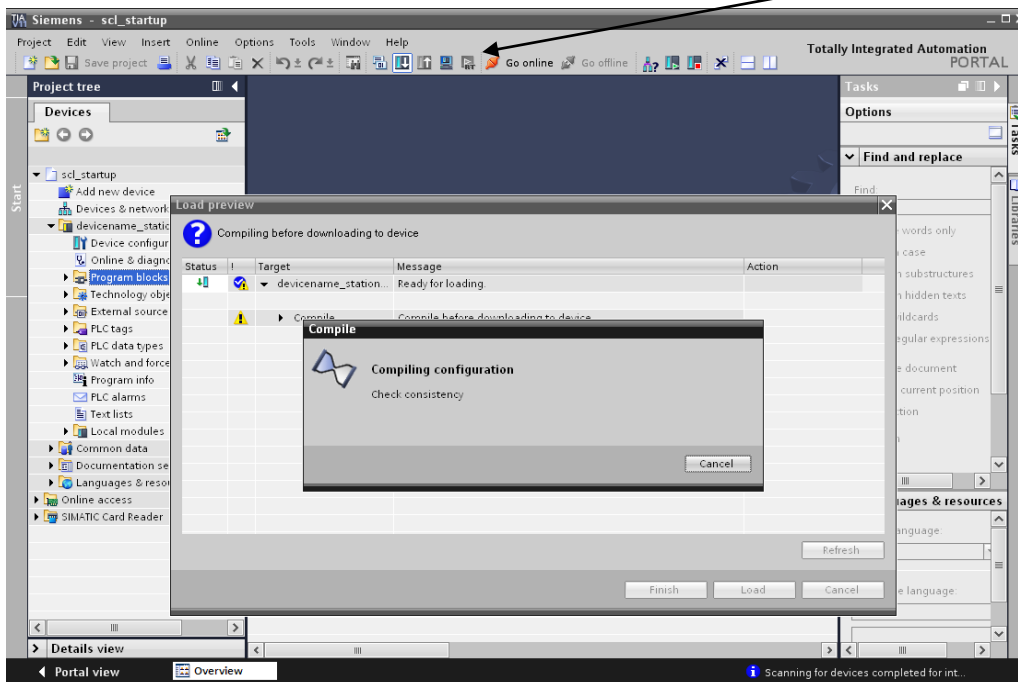 Siemens - scl_startup
Project Edit View Insert Online Options Tools Window Help
Totally Integrated Automation
PORTAL
Save project Go online Go offline
Project tree
Devices
scl_startup
Add new device
Devices & network
devicename_static
Device configur
Online & diagno
Program blocks
Technology obje
External source
PLC tags
PLC data types
Watch and force
Program info
PLC alarms
Text lists
Local modules
Common data
Documentation se
Languages & resou
Online access
SIMATIC Card Reader
Details view
Start
Load preview
Compiling before downloading to device
Status ! Target Message Action
devicename_station... Ready for loading.
Compile Compile before downloading to device
Compile
Compiling configuration
Check consistency
Cancel
Refresh
Finish Load Cancel
Tasks
Options
Find and replace
Find:
words only
case
substructures
hidden texts
ildcards
egular expressions
e document
current position
tion
ages & resources
anguage:
e language:
Tasks
Libraries
Portal view Overview Scanning for devices completed for int...